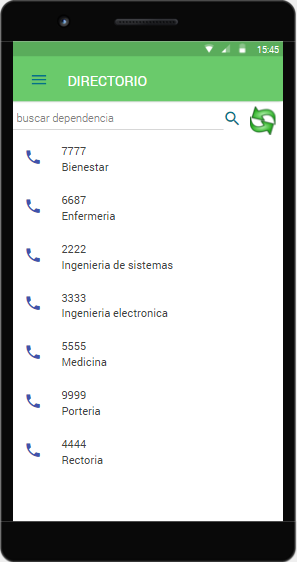 15:45
DIRECTORIO
buscar dependencia
7777
Bienestar
6687
Enfermeria
2222
Ingenieria de sistemas
3333
Ingenieria electronica
5555
Medicina
9999
Porteria
4444
Rectoria